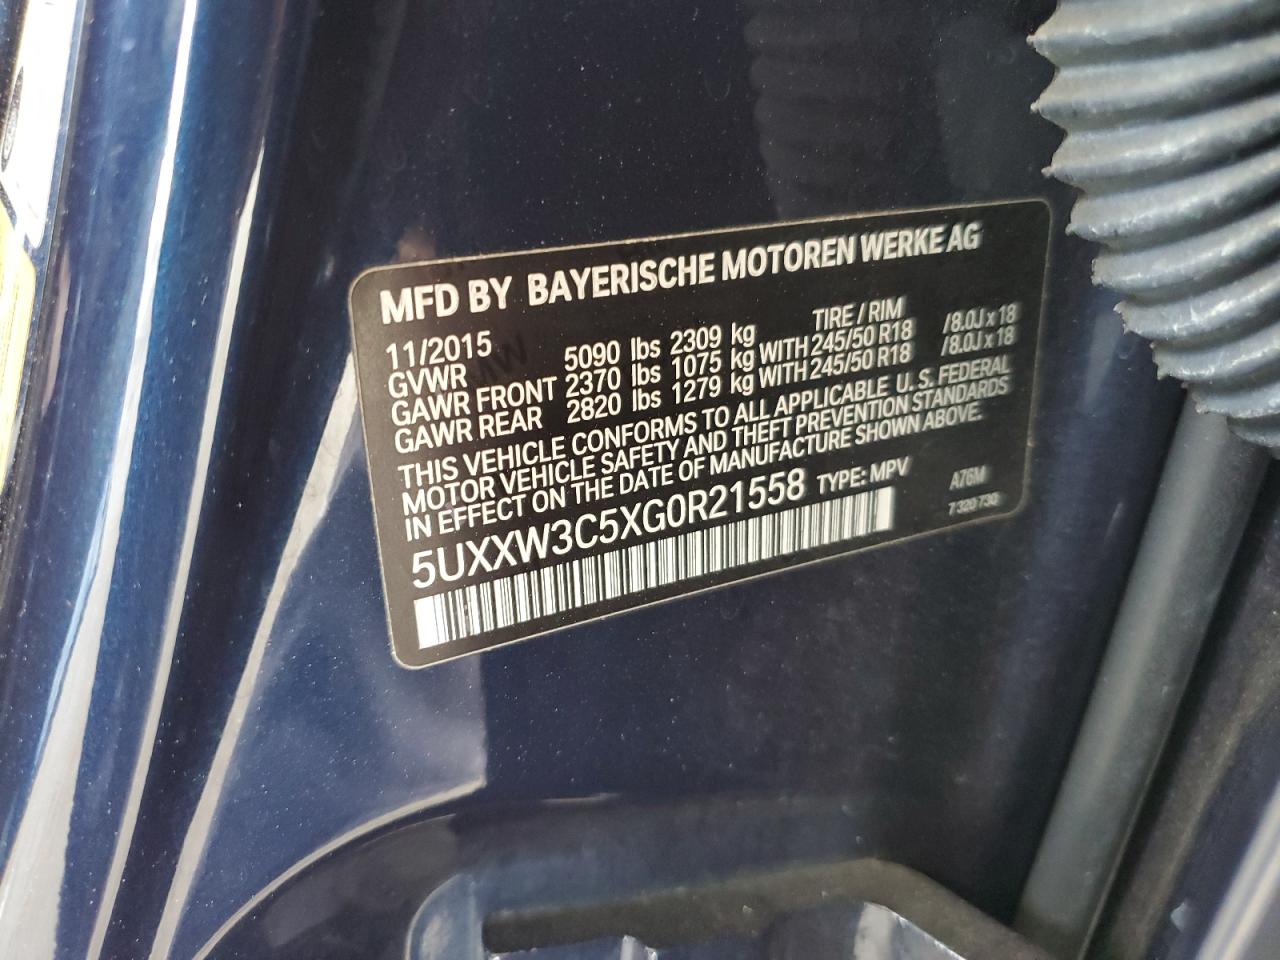 MFD BY BAYERISCHE MOTOREN WERKE AG
11/2015 TIRE / RIM
GVWR 5090 lbs 2309 kg
GAWR FRONT 2370 lbs 1075 kg WITH 245/50 R18 /8.0J x 18
GAWR REAR 2820 lbs 1279 kg WITH 245/50 R18 /8.0J x 18
THIS VEHICLE CONFORMS TO ALL APPLICABLE U.S. FEDERAL
MOTOR VEHICLE SAFETY AND THEFT PREVENTION STANDARDS
IN EFFECT ON THE DATE OF MANUFACTURE SHOWN ABOVE.
5UXXW3C5XG0R21558 TYPE: MPV A76M
7 320 730